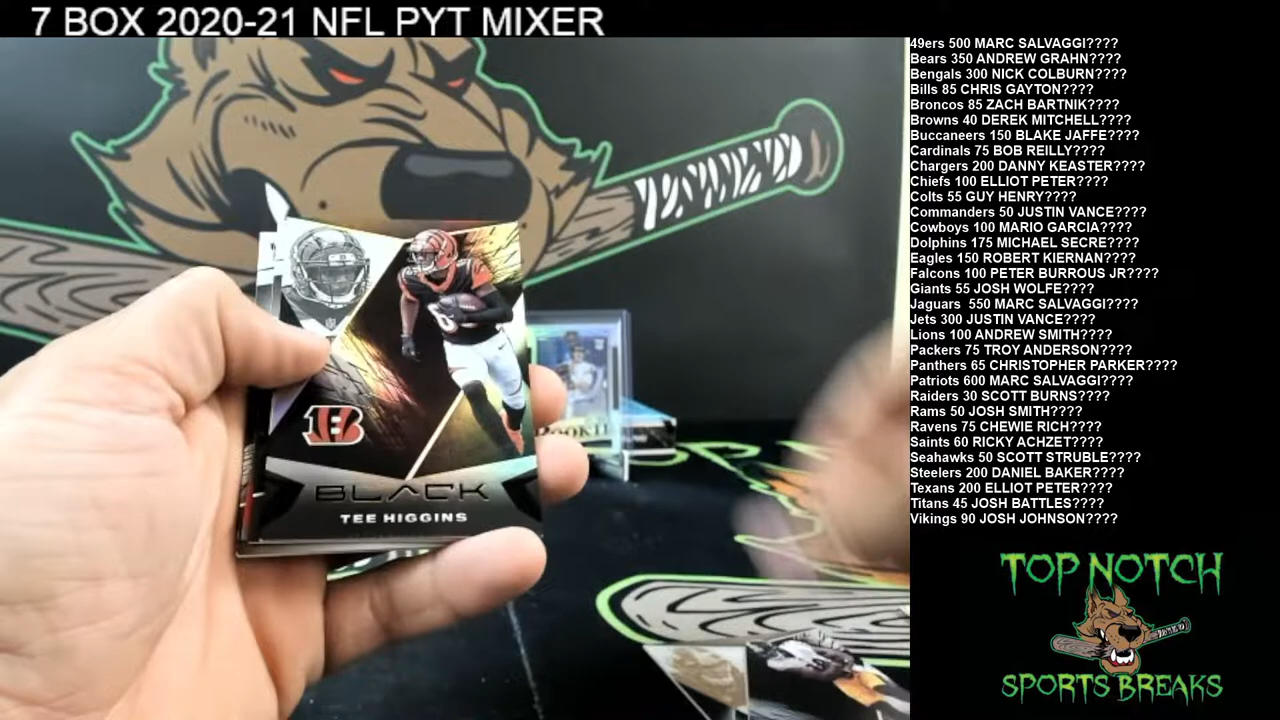 7 BOX 2020-21 NFL PYT MIXER
49ers 500 MARC SALVAGGI????
Bears 350 ANDREW GRAHN????
Bengals 300 NICK COLBURN????
Bills 85 CHRIS GAYTON????
Broncos 85 ZACH BARTNIK????
Browns 40 DEREK MITCHELL????
Buccaneers 150 BLAKE JAFFE????
Cardinals 75 BOB REILLY????
Chargers 200 DANNY KEASTER????
Chiefs 100 ELLIOT PETER????
Colts 55 GUY HENRY????
Commanders 50 JUSTIN VANCE????
Cowboys 100 MARIO GARCIA????
Dolphins 175 MICHAEL SECRE????
Eagles 150 ROBERT KIERNAN????
Falcons 100 PETER BURROUS JR????
Giants 55 JOSH WOLFE????
Jaguars 550 MARC SALVAGGI????
Jets 300 JUSTIN VANCE????
Lions 100 ANDREW SMITH????
Packers 75 TROY ANDERSON????
Panthers 65 CHRISTOPHER PARKER????
Patriots 600 MARC SALVAGGI????
Raiders 30 SCOTT BURNS????
Rams 50 JOSH SMITH????
Ravens 75 CHEWIE RICH????
Saints 60 RICKY ACHZET????
Seahawks 50 SCOTT STRUBLE????
Steelers 200 DANIEL BAKER????
Texans 200 ELLIOT PETER????
Titans 45 JOSH BATTLES????
Vikings 90 JOSH JOHNSON????
B
BLACK
TEE HIGGINS
TOP NOTCH
SPORTS BREAKS